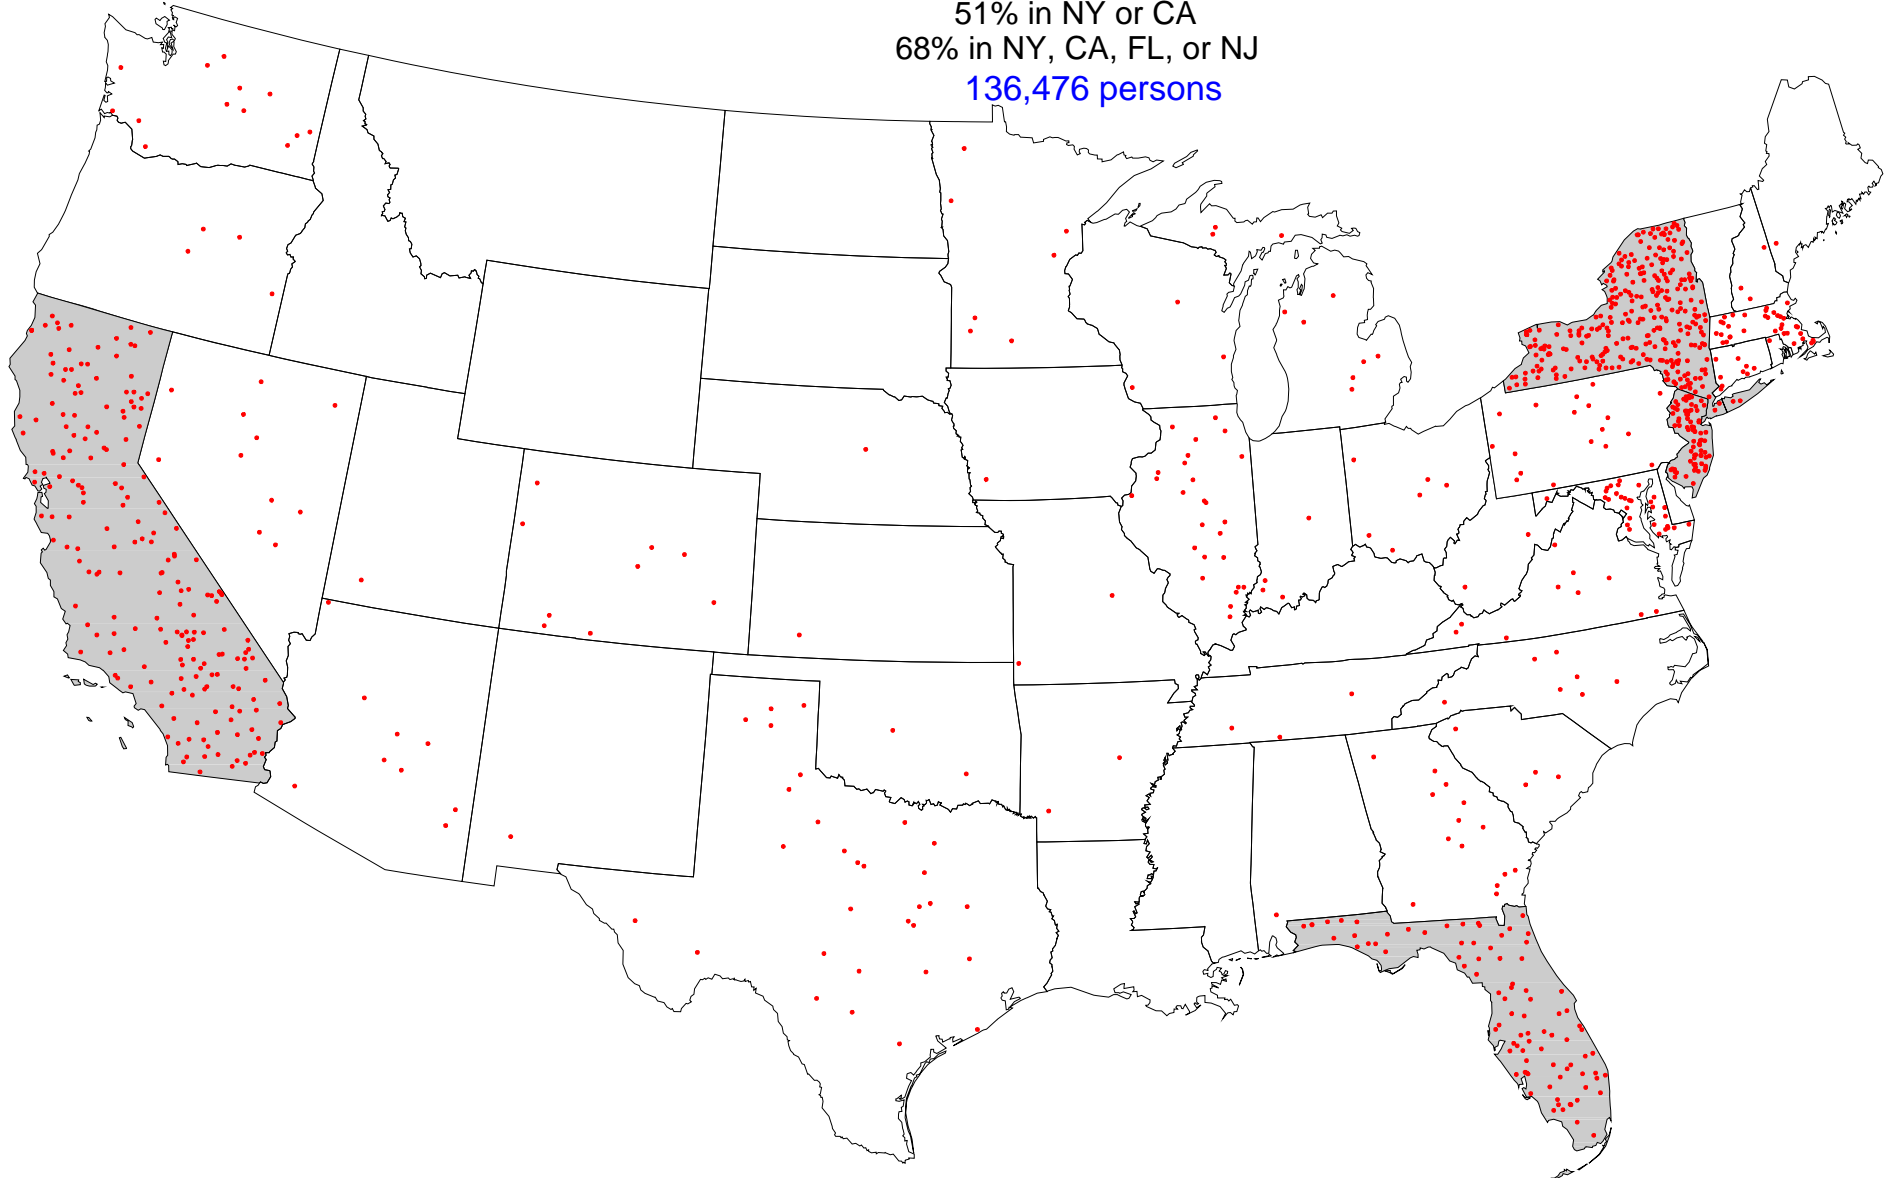 51% in NY or CA
68% in NY, CA, FL, or NJ
136,476 persons